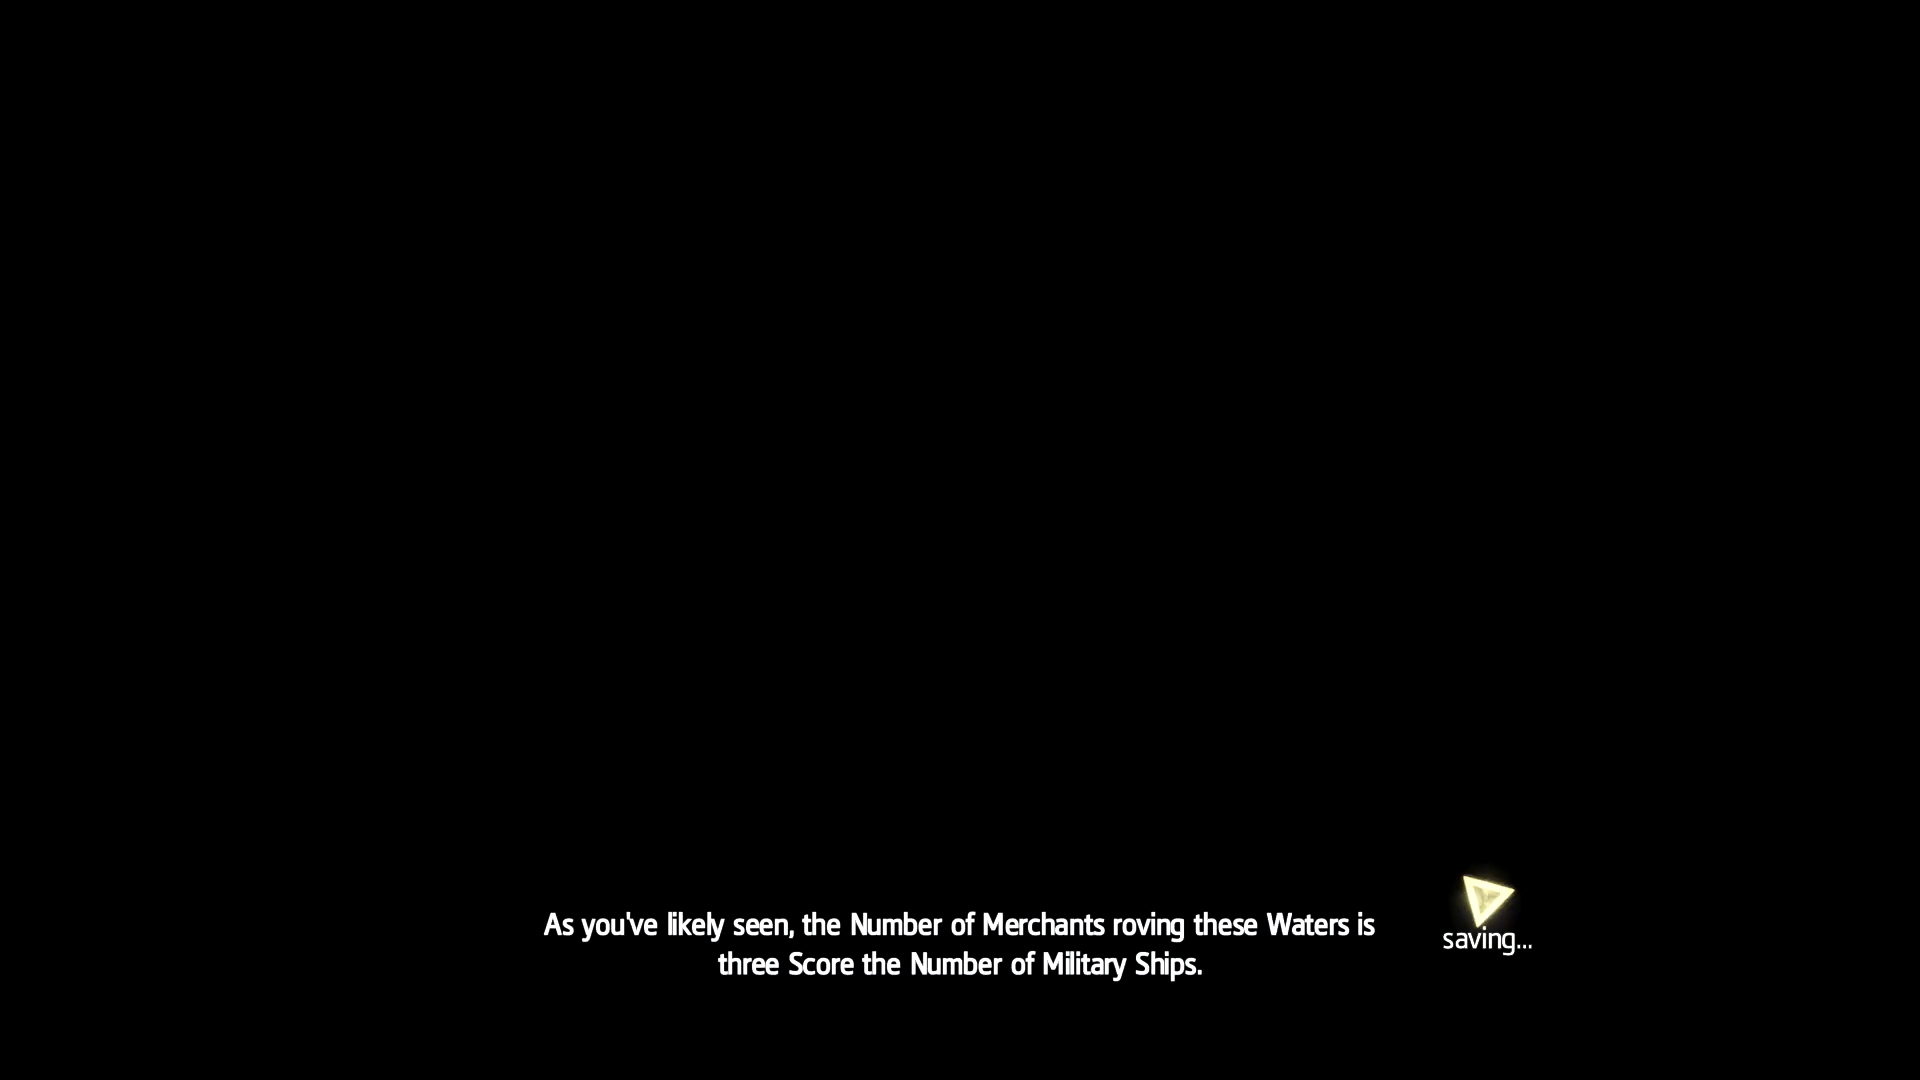 As you've likely seen, the Number of Merchants roving these Waters is
three Score the Number of Military Ships.
saving...